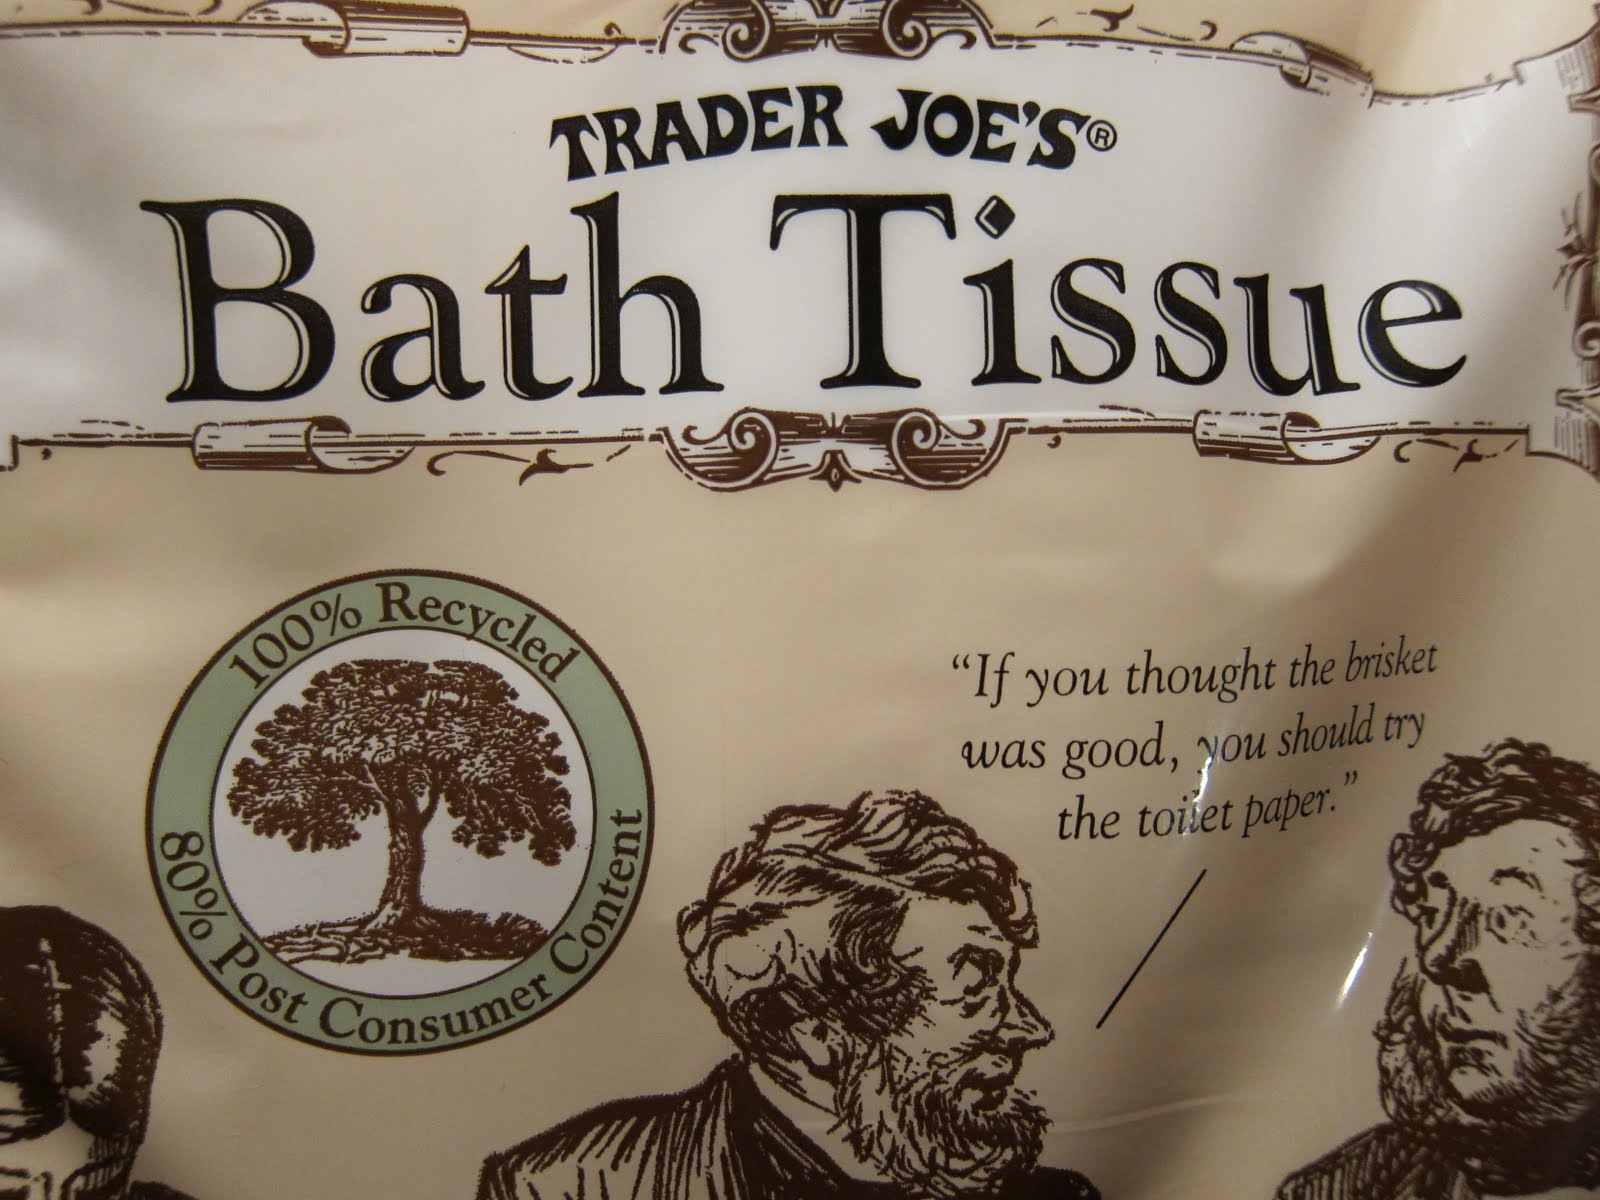 TRADER JOE'S®
Bath Tissue
100% Recycled
80% Post Consumer Content
“If you thought the brisket
was good, you should try
the toilet paper.”